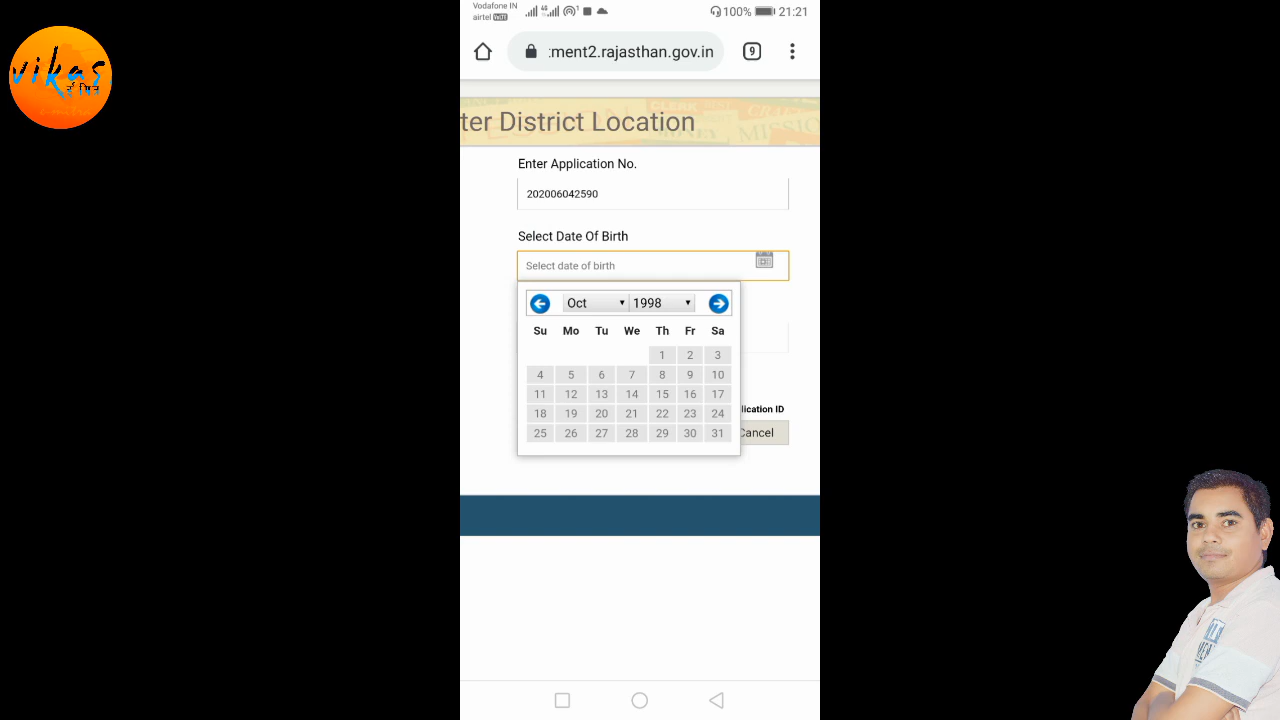 vikas
Vodafone IN
airtel VoLTE
4G
1
100%
21:21
:ment2.rajasthan.gov.in
9
ter District Location
Enter Application No.
202006042590
Select Date Of Birth
Select date of birth
Oct 1998
Su Mo Tu We Th Fr Sa
1 2 3
4 5 6 7 8 9 10
11 12 13 14 15 16 17
18 19 20 21 22 23 24
25 26 27 28 29 30 31
lication ID
Cancel